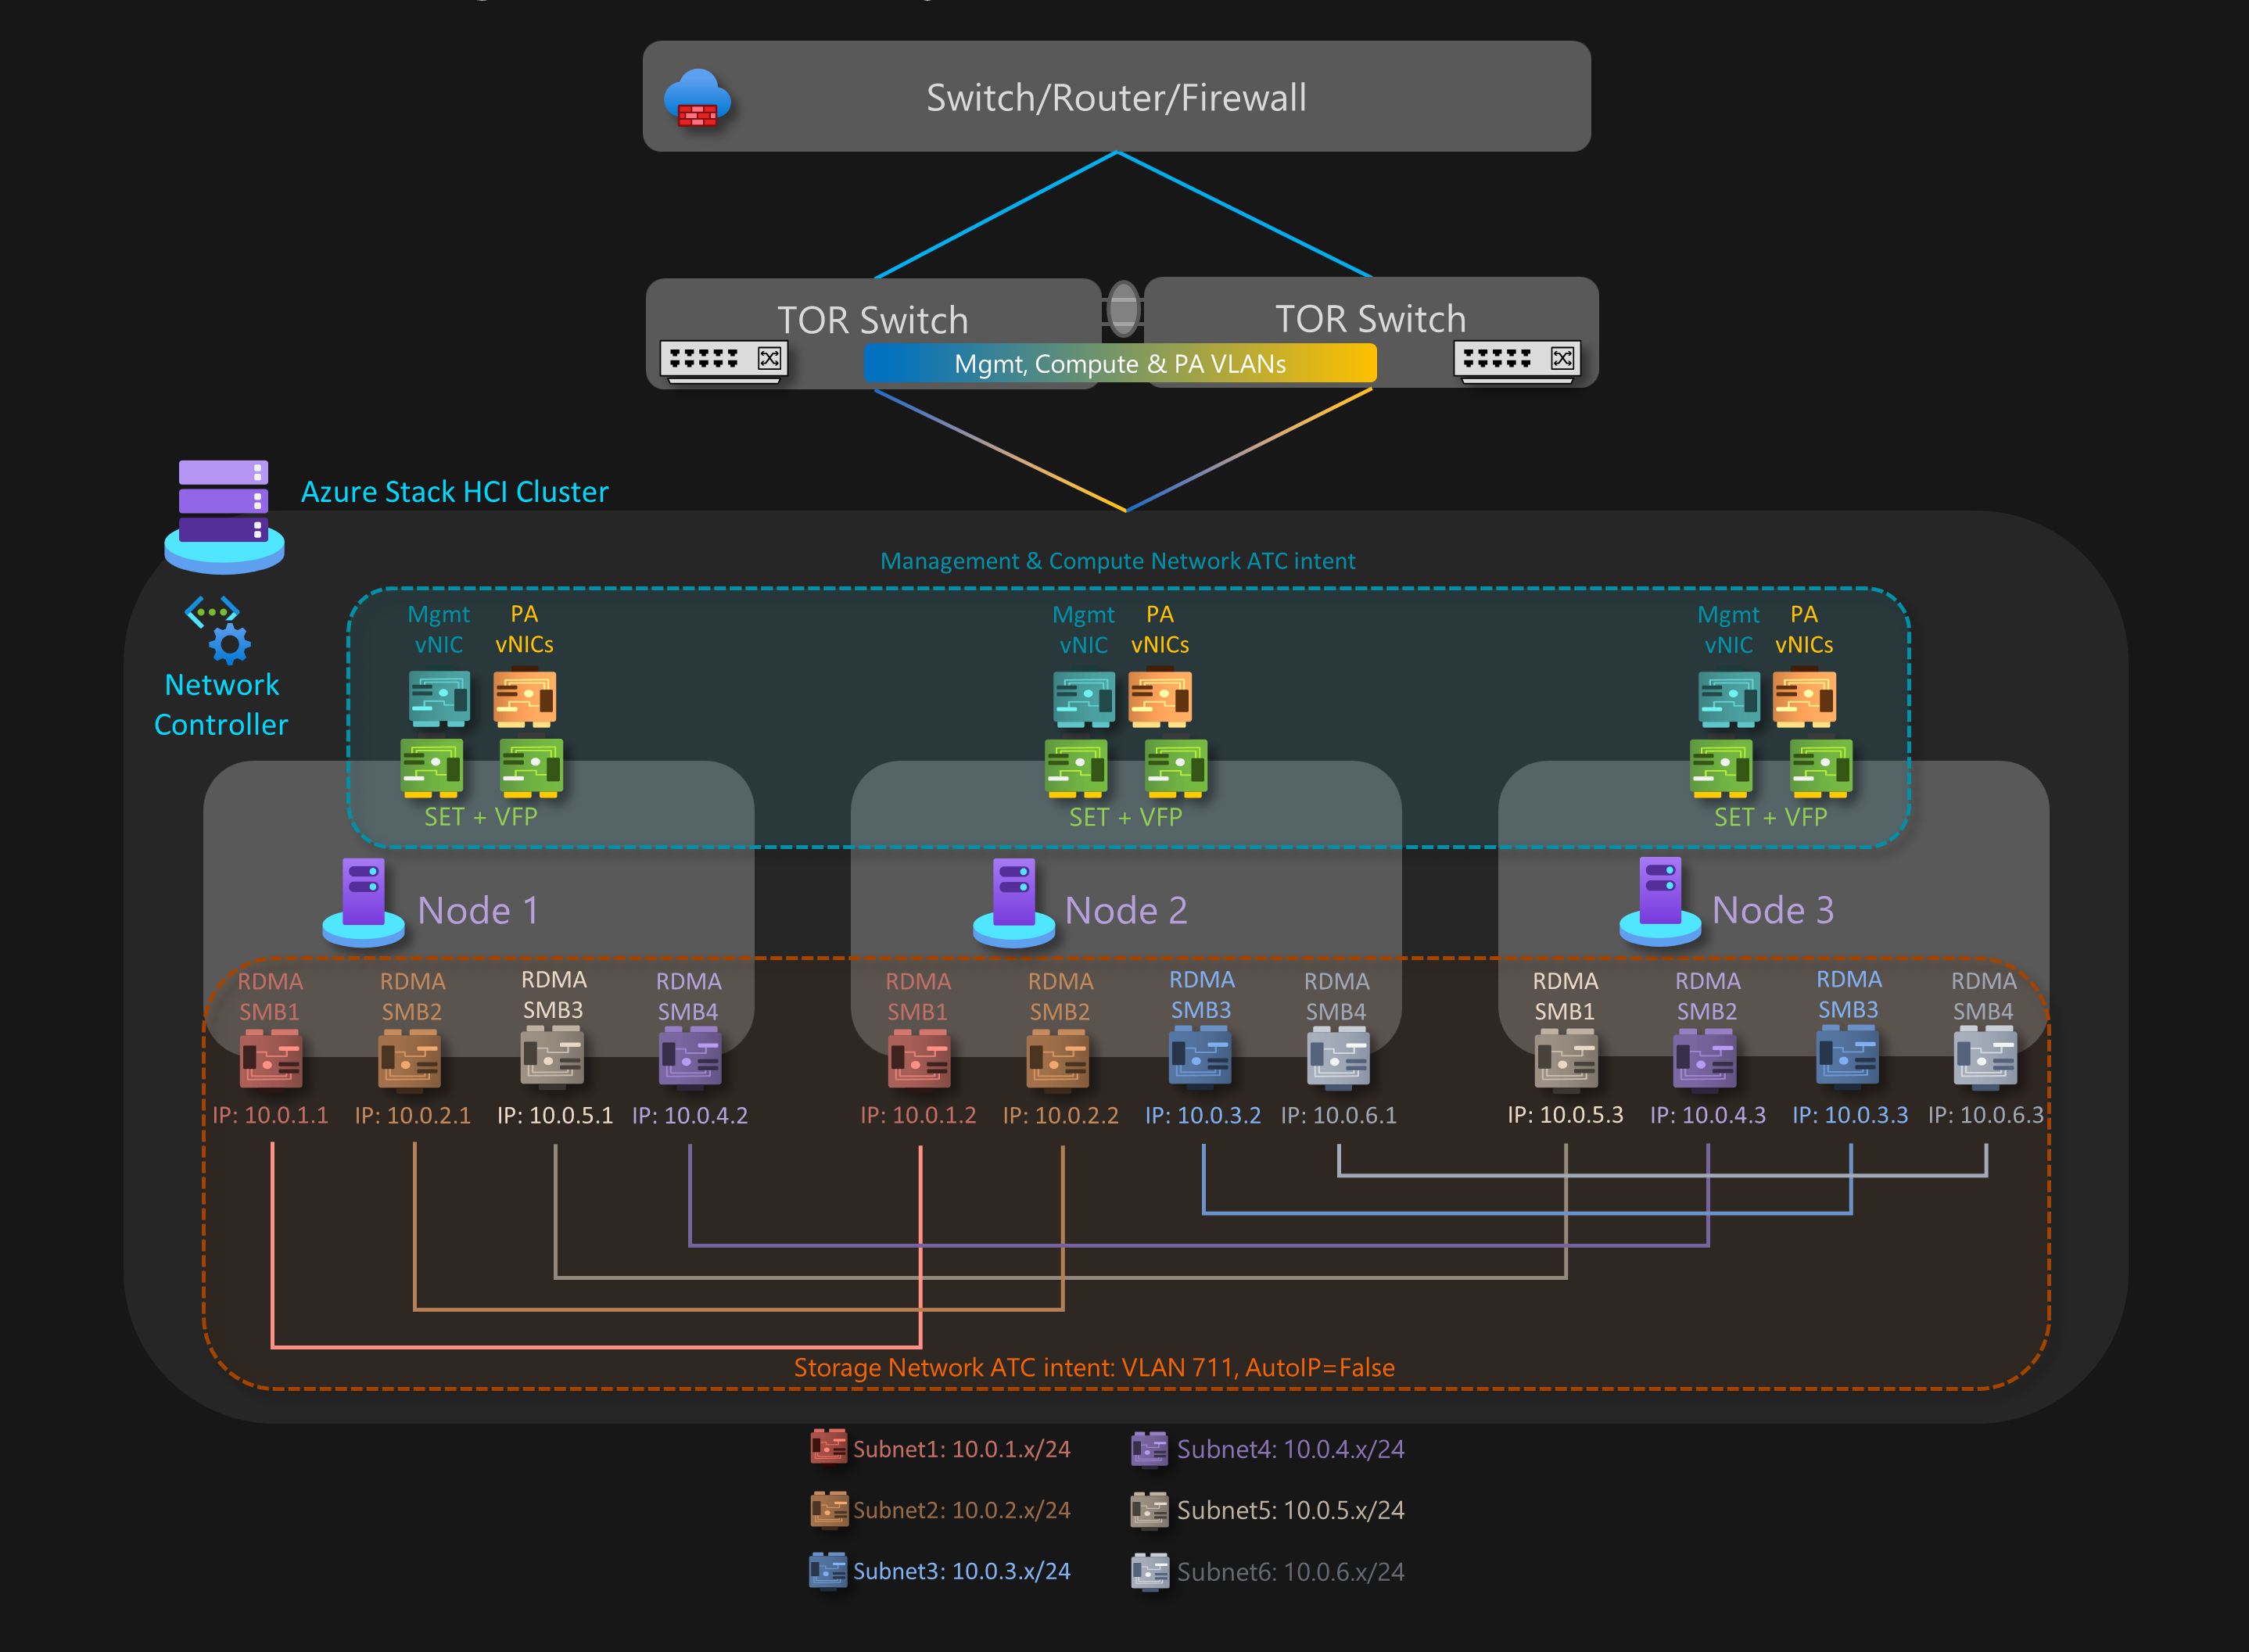 Switch/Router/Firewall
TOR Switch
TOR Switch
Mgmt, Compute & PA VLANs
Azure Stack HCI Cluster
Management & Compute Network ATC intent
Network
Controller
Mgmt
vNIC
PA
vNICs
SET + VFP
Mgmt
vNIC
PA
vNICs
SET + VFP
Mgmt
vNIC
PA
vNICs
SET + VFP
Node 1
Node 2
Node 3
RDMA
SMB1
IP: 10.0.1.1
RDMA
SMB2
IP: 10.0.2.1
RDMA
SMB3
IP: 10.0.5.1
RDMA
SMB4
IP: 10.0.4.2
RDMA
SMB1
IP: 10.0.1.2
RDMA
SMB2
IP: 10.0.2.2
RDMA
SMB3
IP: 10.0.3.2
RDMA
SMB4
IP: 10.0.6.1
RDMA
SMB1
IP: 10.0.5.3
RDMA
SMB2
IP: 10.0.4.3
RDMA
SMB3
IP: 10.0.3.3
RDMA
SMB4
IP: 10.0.6.3
Storage Network ATC intent: VLAN 711, AutoIP=False
Subnet1: 10.0.1.x/24
Subnet2: 10.0.2.x/24
Subnet3: 10.0.3.x/24
Subnet4: 10.0.4.x/24
Subnet5: 10.0.5.x/24
Subnet6: 10.0.6.x/24